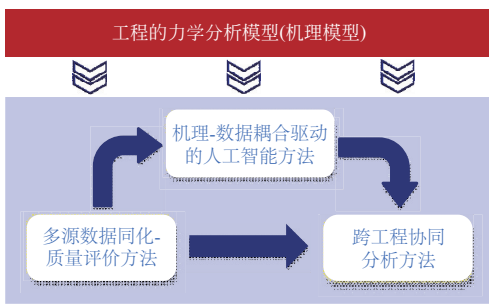 工程的力学分析模型(机理模型)
机理-数据耦合驱动
的人工智能方法
多源数据同化-
质量评价方法
跨工程协同
分析方法